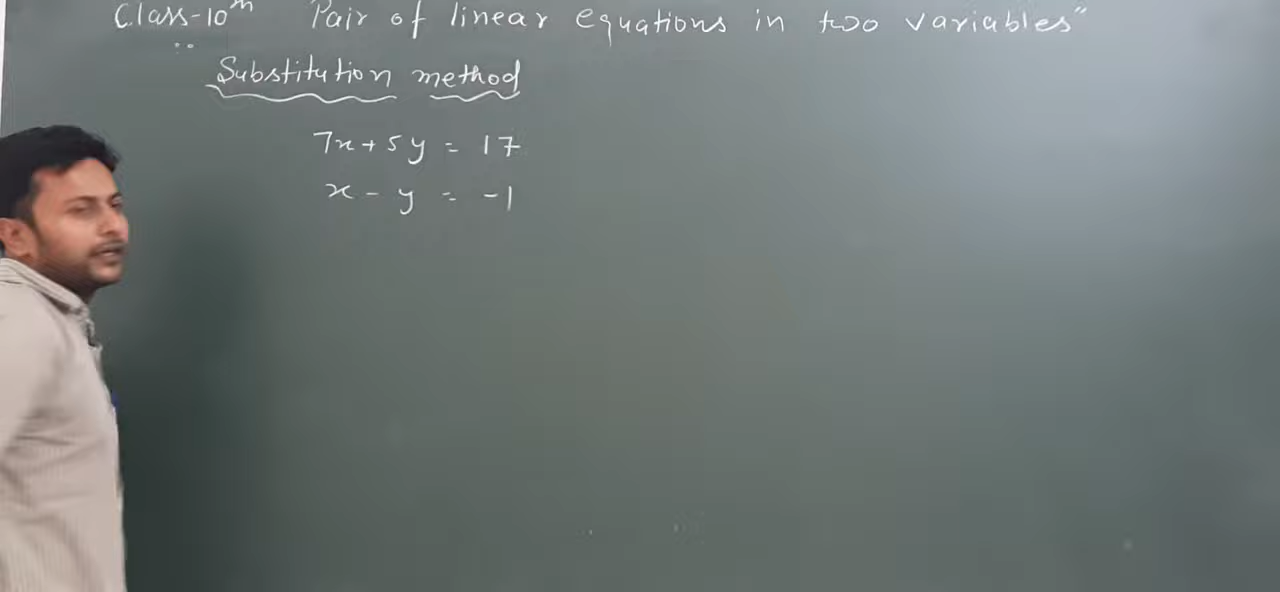 Class-10th Pair of linear equations in two variables"
Substitution method
7x + 5y = 17
x - y = -1